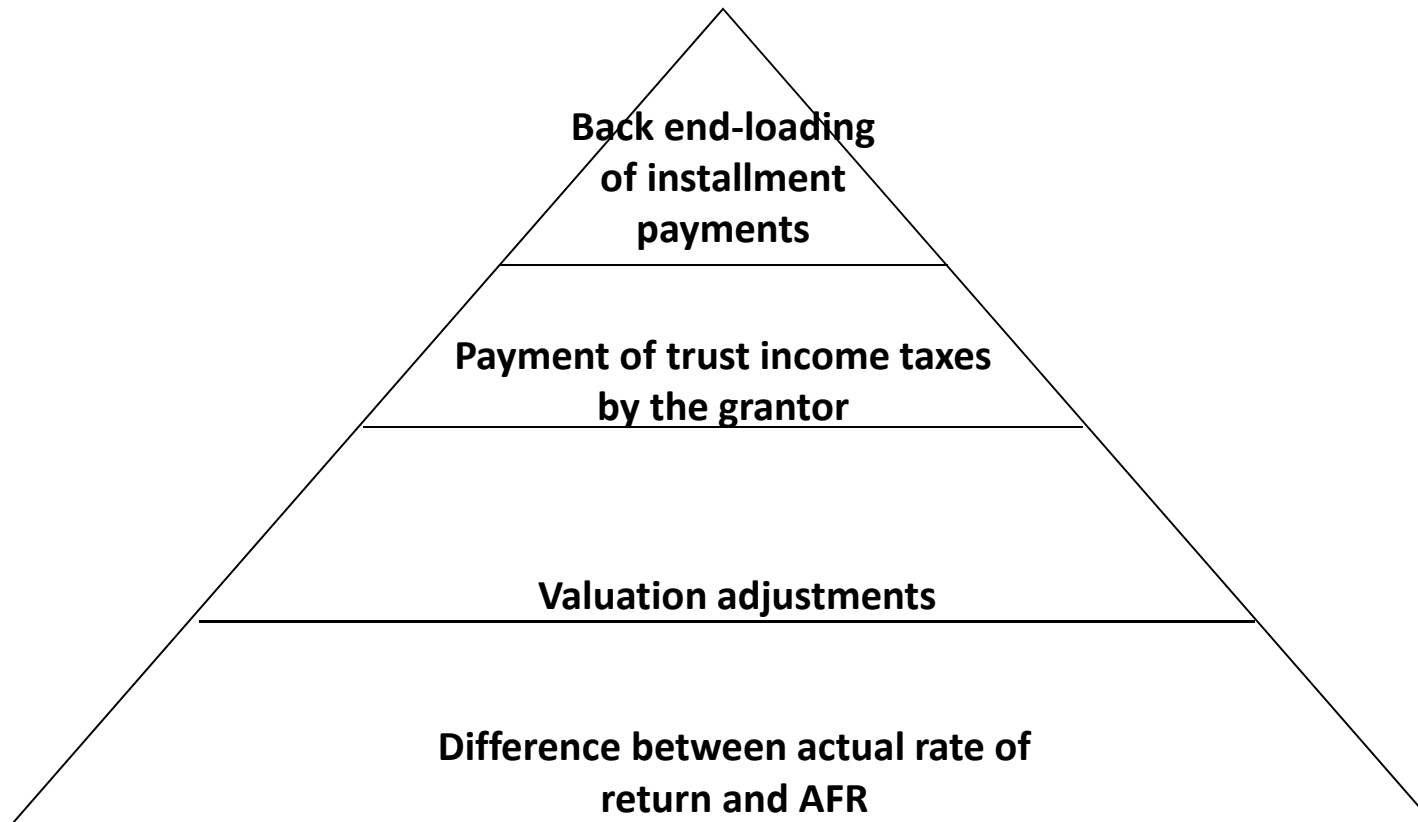 Back end-loading
of installment
payments
Payment of trust income taxes
by the grantor
Valuation adjustments
Difference between actual rate of
return and AFR